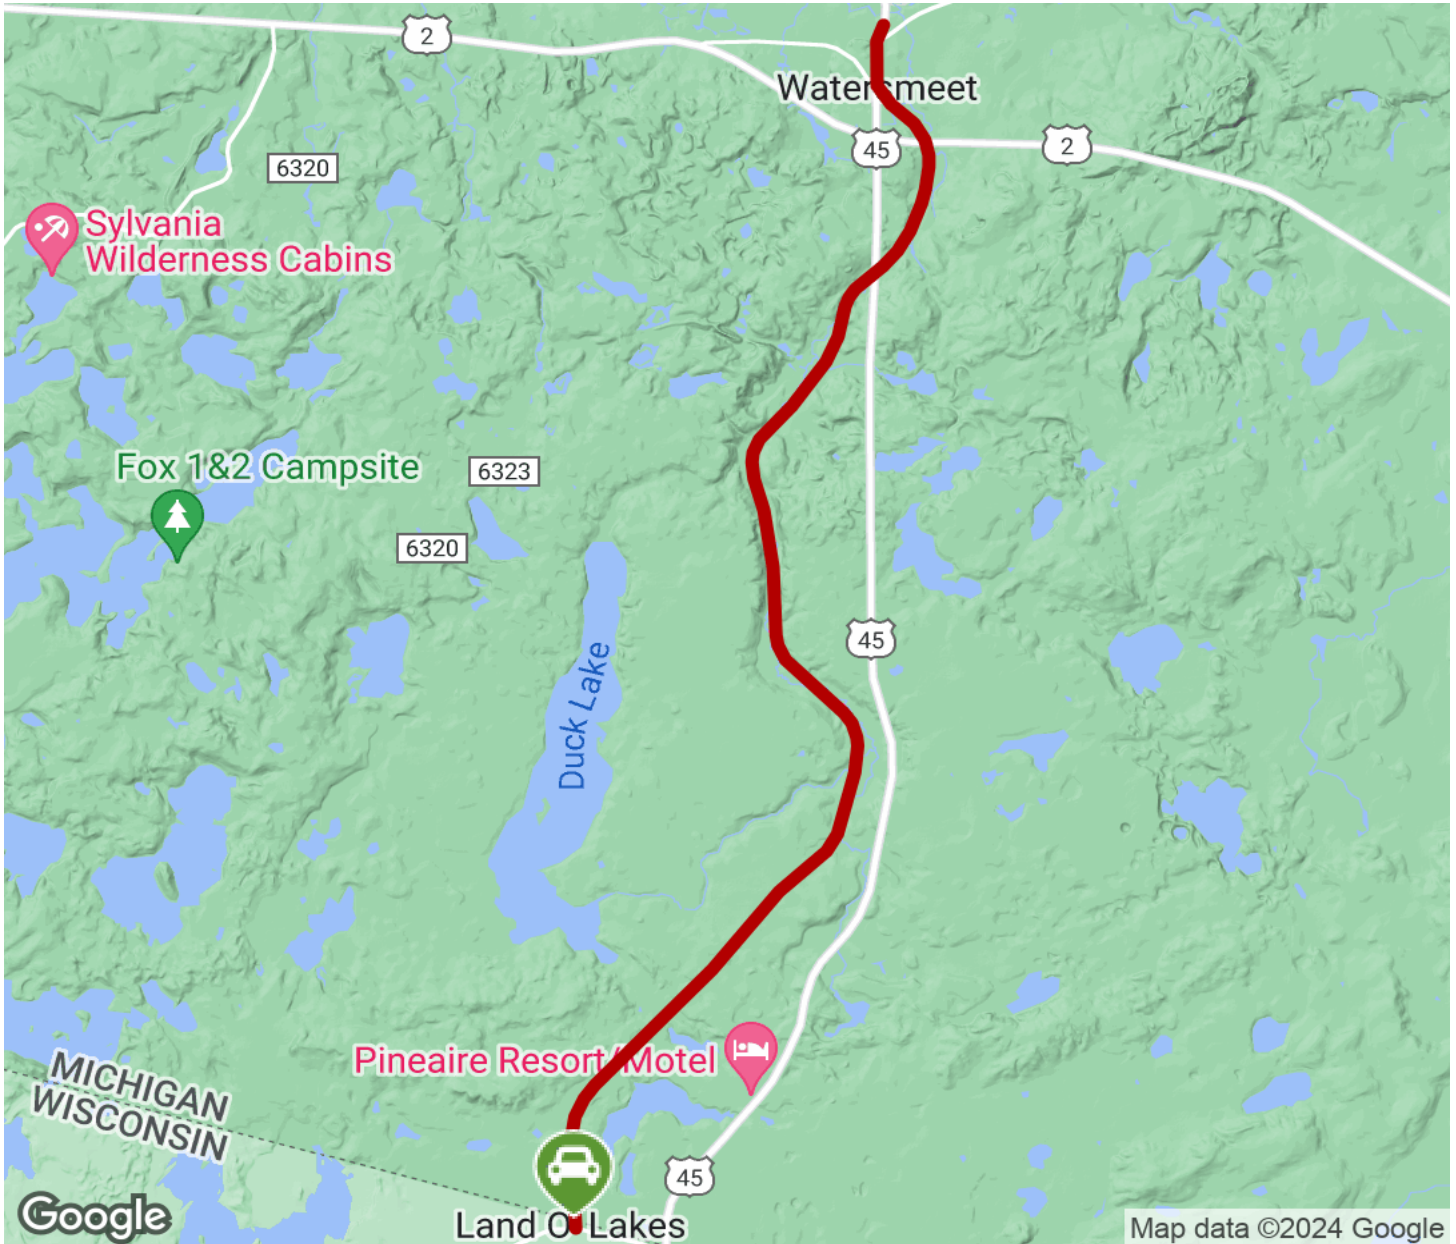 2
Watersmeet
45
2
6320
Sylvania
Wilderness Cabins
Fox 1&2 Campsite
6323
6320
45
Duck Lake
Pineaire Resort/Motel
MICHIGAN
WISCONSIN
45
Land O' Lakes
Google
Map data ©2024 Google